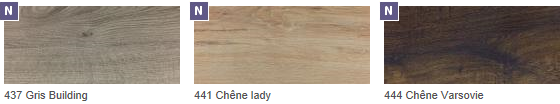 N
N
N
437 Gris Building
441 Chêne lady
444 Chêne Varsovie